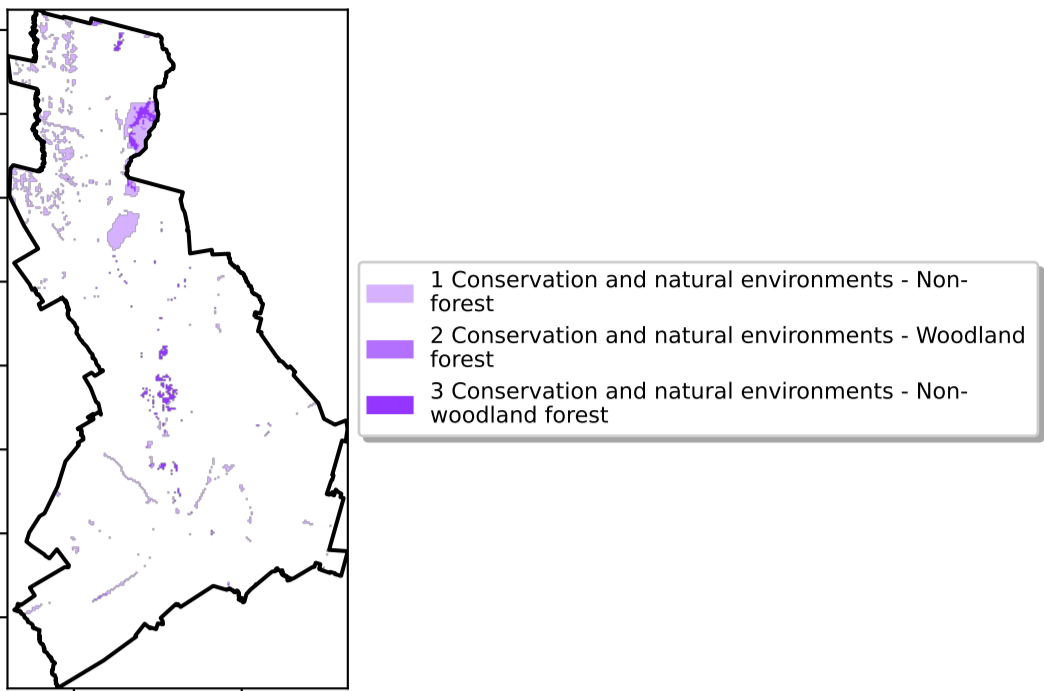 1 Conservation and natural environments - Non-
forest
2 Conservation and natural environments - Woodland
forest
3 Conservation and natural environments - Non-
woodland forest